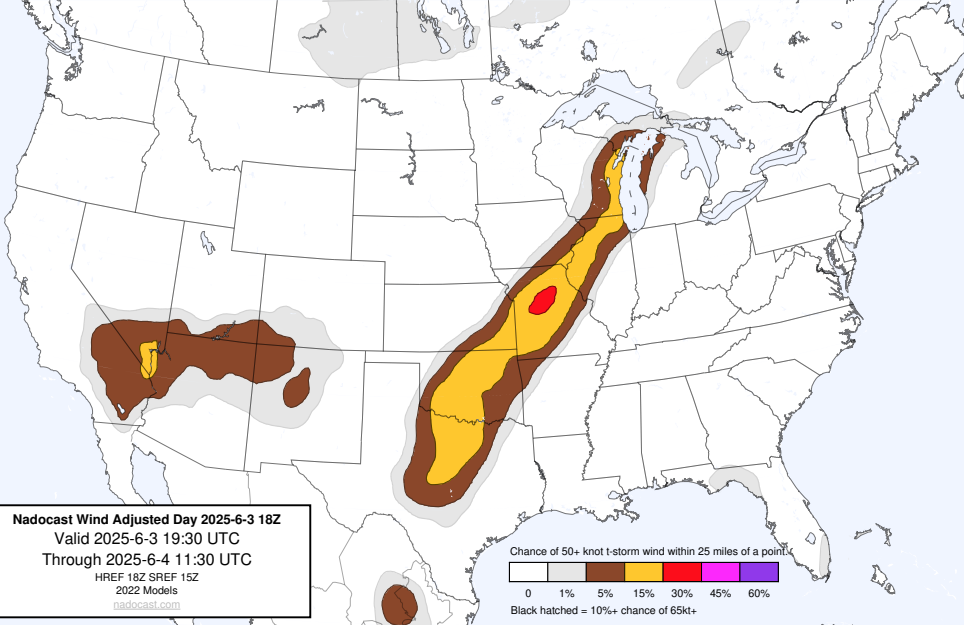 Nadocast Wind Adjusted Day 2025-6-3 18Z
Valid 2025-6-3 19:30 UTC
Through 2025-6-4 11:30 UTC
HREF 18Z SREF 15Z
2022 Models
nadocast.com
Chance of 50+ knot t-storm wind within 25 miles of a point.
0 1% 5% 15% 30% 45% 60%
Black hatched = 10%+ chance of 65kt+